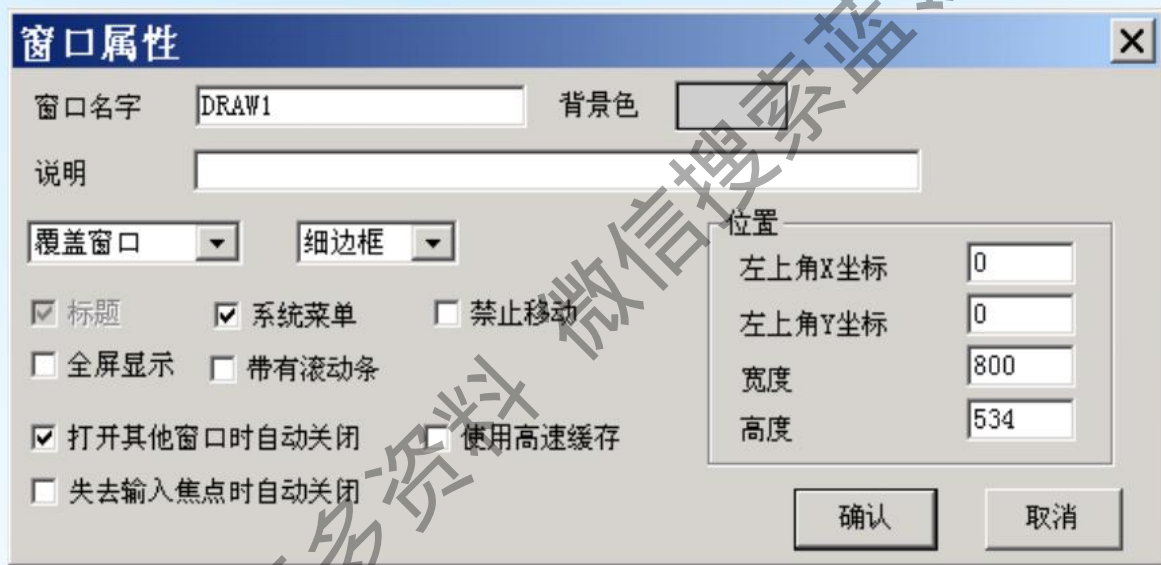 窗口属性
窗口名字 DRAW1 背景色
说明
覆盖窗口 细边框
位置
左上角X坐标 0
标题 系统菜单 禁止移动
左上角Y坐标 0
全屏显示 带有滚动条
宽度 800
打开其他窗口时自动关闭 使用高速缓存
高度 534
失去输入焦点时自动关闭
确认 取消
多资料 微信搜索蓝